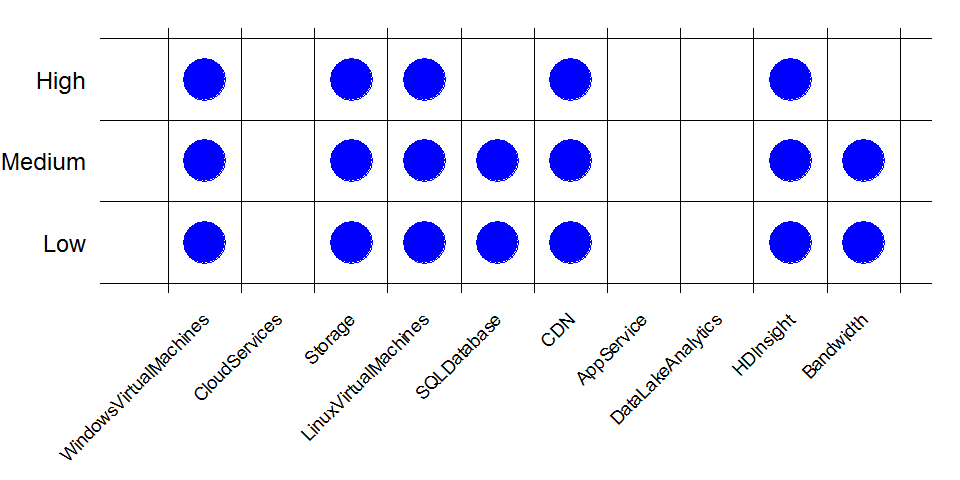 High
Medium
Low
WindowsVirtualMachines
CloudServices
Storage
LinuxVirtualMachines
SQLDatabase
CDN
AppService
DataLakeAnalytics
HDInsight
Bandwidth